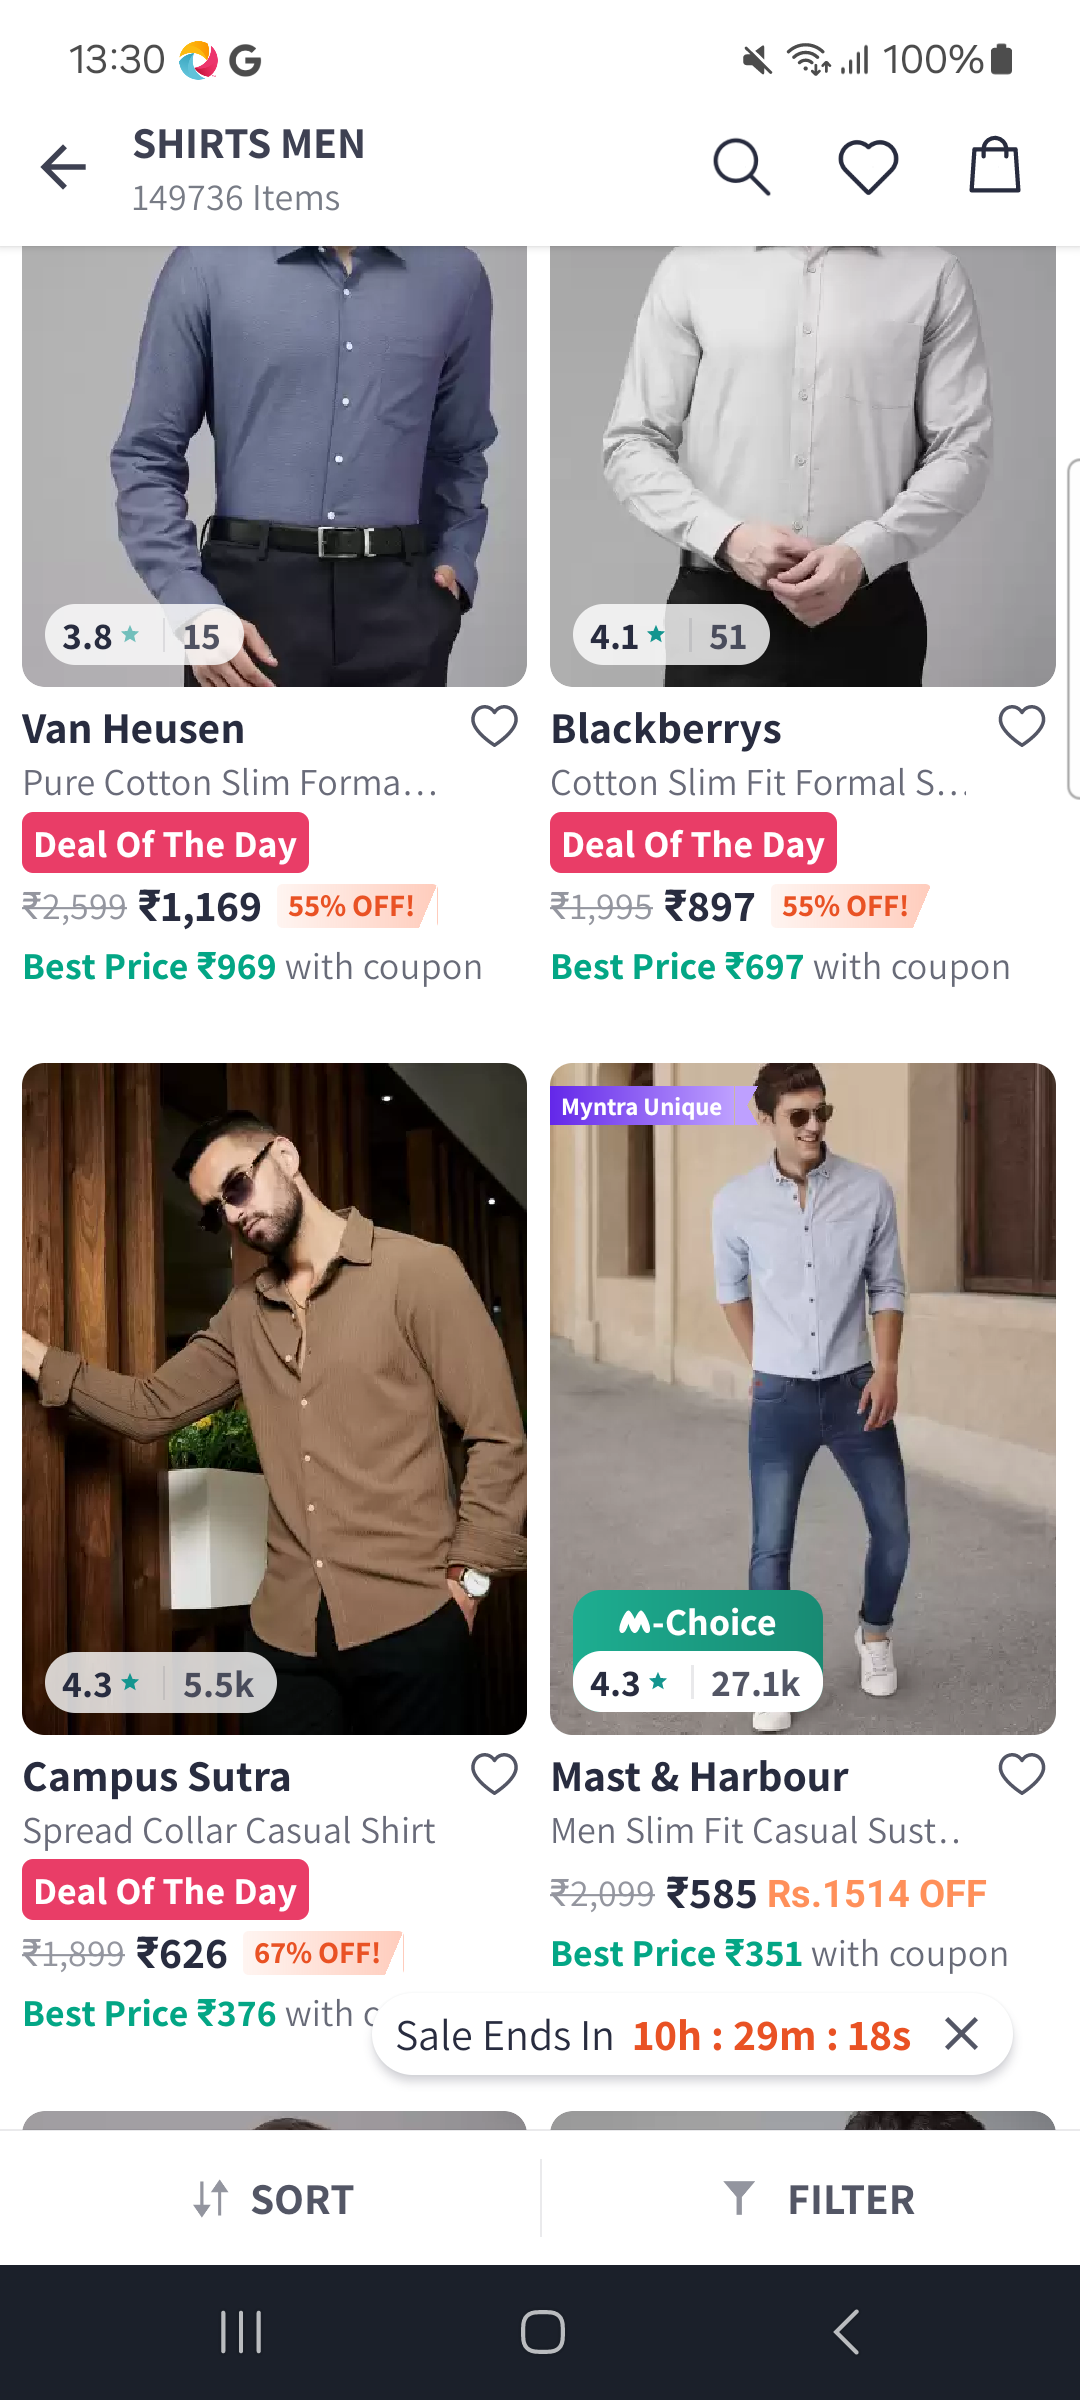 13:30 G 100%
SHIRTS MEN
149736 Items
3.8 ★ | 15
4.1 ★ | 51
Van Heusen
Pure Cotton Slim Forma...
Deal Of The Day
₹2,599 ₹1,169 55% OFF!
Best Price ₹969 with coupon
Blackberrys
Cotton Slim Fit Formal S...
Deal Of The Day
₹1,995 ₹897 55% OFF!
Best Price ₹697 with coupon
4.3 ★ | 5.5k
Campus Sutra
Spread Collar Casual Shirt
Deal Of The Day
₹1,899 ₹626 67% OFF!
Best Price ₹376 with c
Myntra Unique
M-Choice
4.3 ★ | 27.1k
Mast & Harbour
Men Slim Fit Casual Sust..
₹2,099 ₹585 Rs.1514 OFF
Best Price ₹351 with coupon
Sale Ends In 10h : 29m : 18s
SORT
FILTER